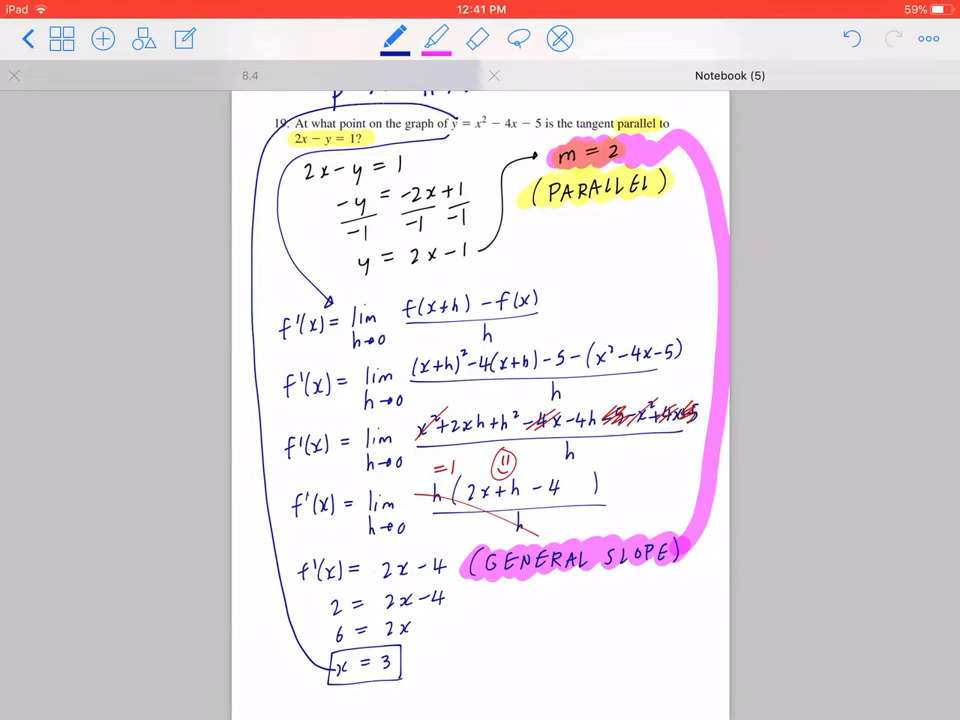 iPad
12:41 PM
59%
8.4
Notebook (5)
19. At what point on the graph of y = x² − 4x − 5 is the tangent parallel to
2x − y = 1?
2x − y = 1
m = 2
(PARALLEL)
-y = -2x + 1
-1 -1 -1
y = 2x − 1
f'(x) = lim h→0 f(x+h) − f(x) / h
f'(x) = lim h→0 (x+h)² − 4(x+h) − 5 − (x² − 4x − 5) / h
f'(x) = lim h→0 x² + 2xh + h² − 4x − 4h − 5 − x² + 4x + 5 / h
=1
f'(x) = lim h→0 h(2x + h − 4) / h
f'(x) = 2x − 4 (GENERAL SLOPE)
2 = 2x − 4
6 = 2x
x = 3